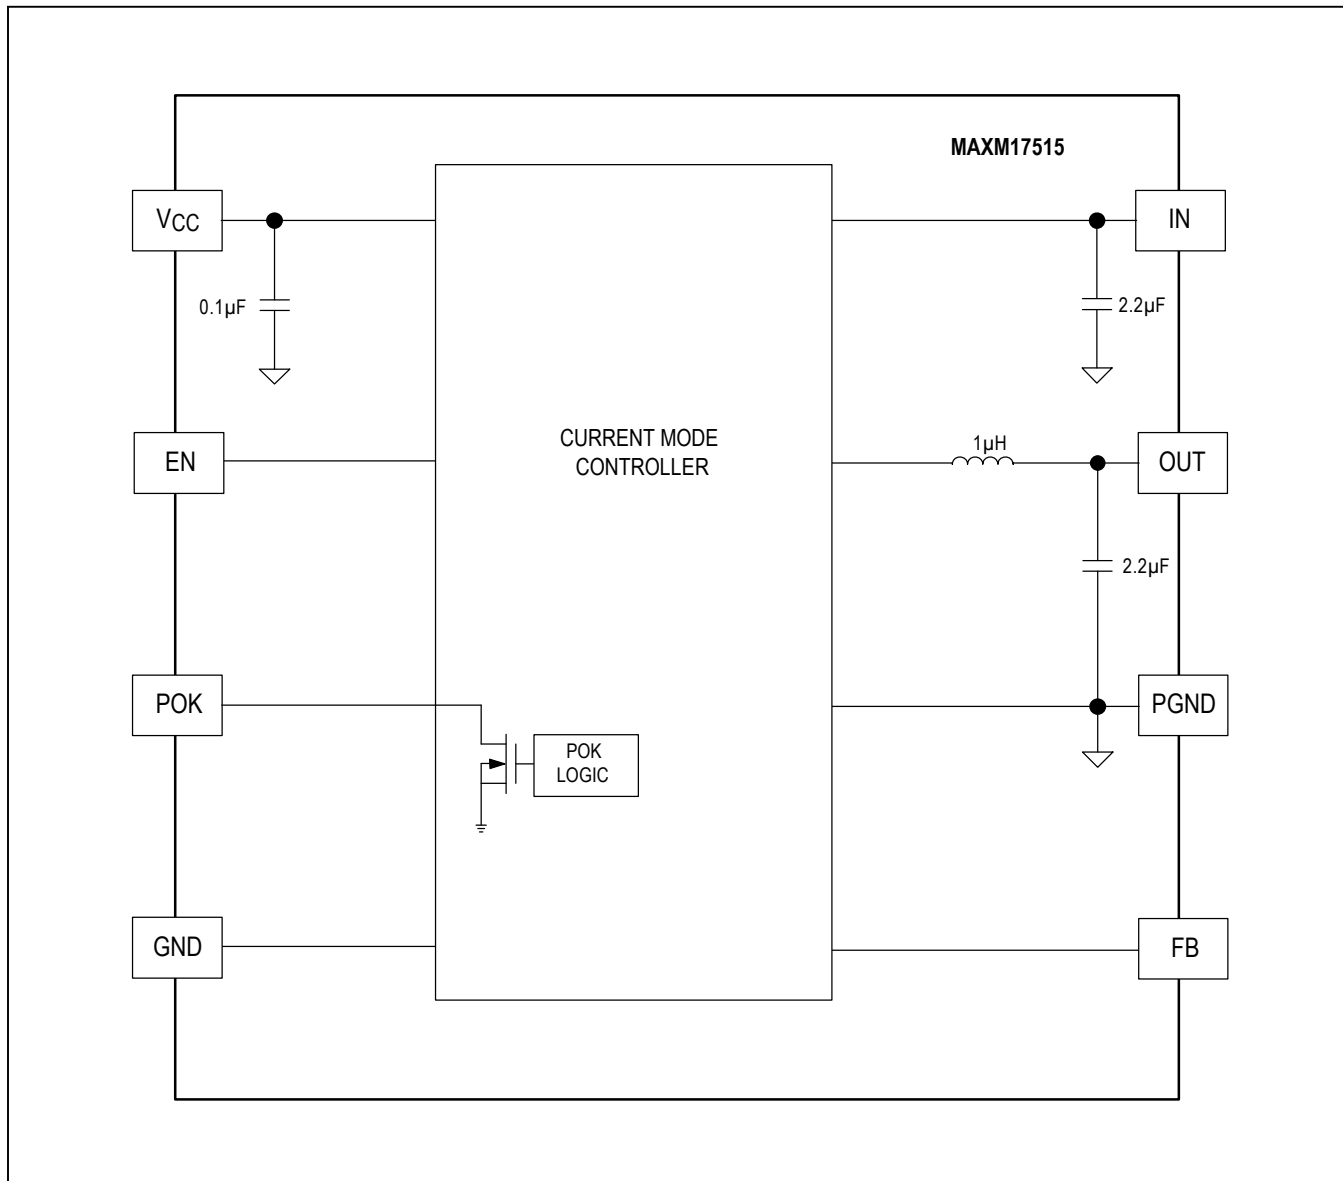 MAXM17515
VCC
IN
0.1µF
2.2µF
EN
CURRENT MODE
CONTROLLER
1µH
OUT
2.2µF
POK
PGND
POK
LOGIC
GND
FB